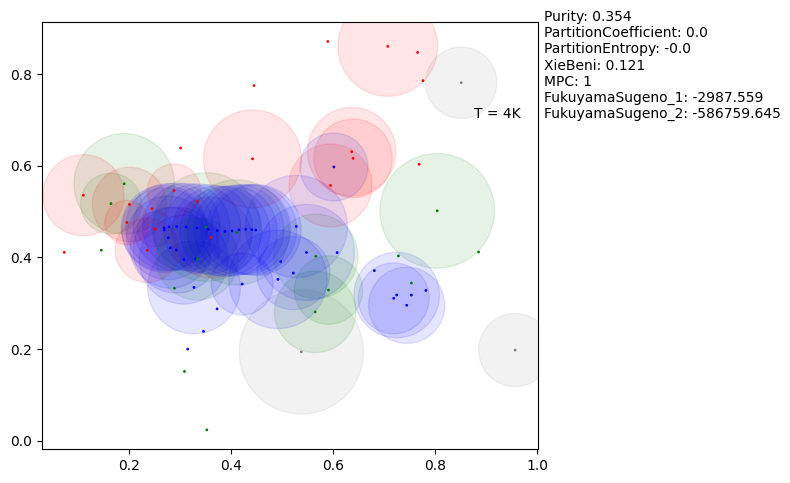 Purity: 0.354
PartitionCoefficient: 0.0
PartitionEntropy: -0.0
XieBeni: 0.121
MPC: 1
FukuyamaSugeno_1: -2987.559
FukuyamaSugeno_2: -586759.645
T = 4K
0.8
0.6
0.4
0.2
0.0
0.2 0.4 0.6 0.8 1.0